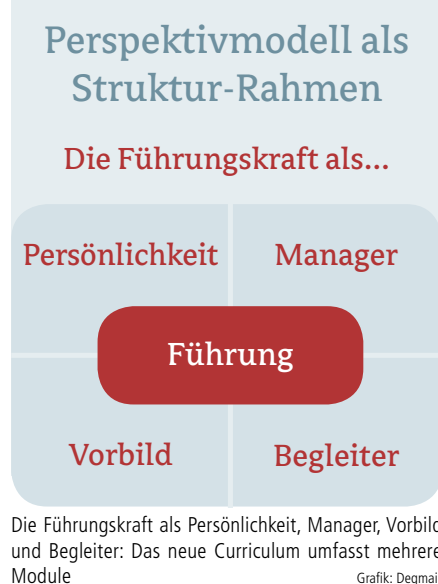 Perspektivmodell als
Struktur-Rahmen
Die Führungskraft als...
Persönlichkeit Manager
Führung
Vorbild Begleiter
Die Führungskraft als Persönlichkeit, Manager, Vorbild
und Begleiter: Das neue Curriculum umfasst mehrere
Module Grafik: